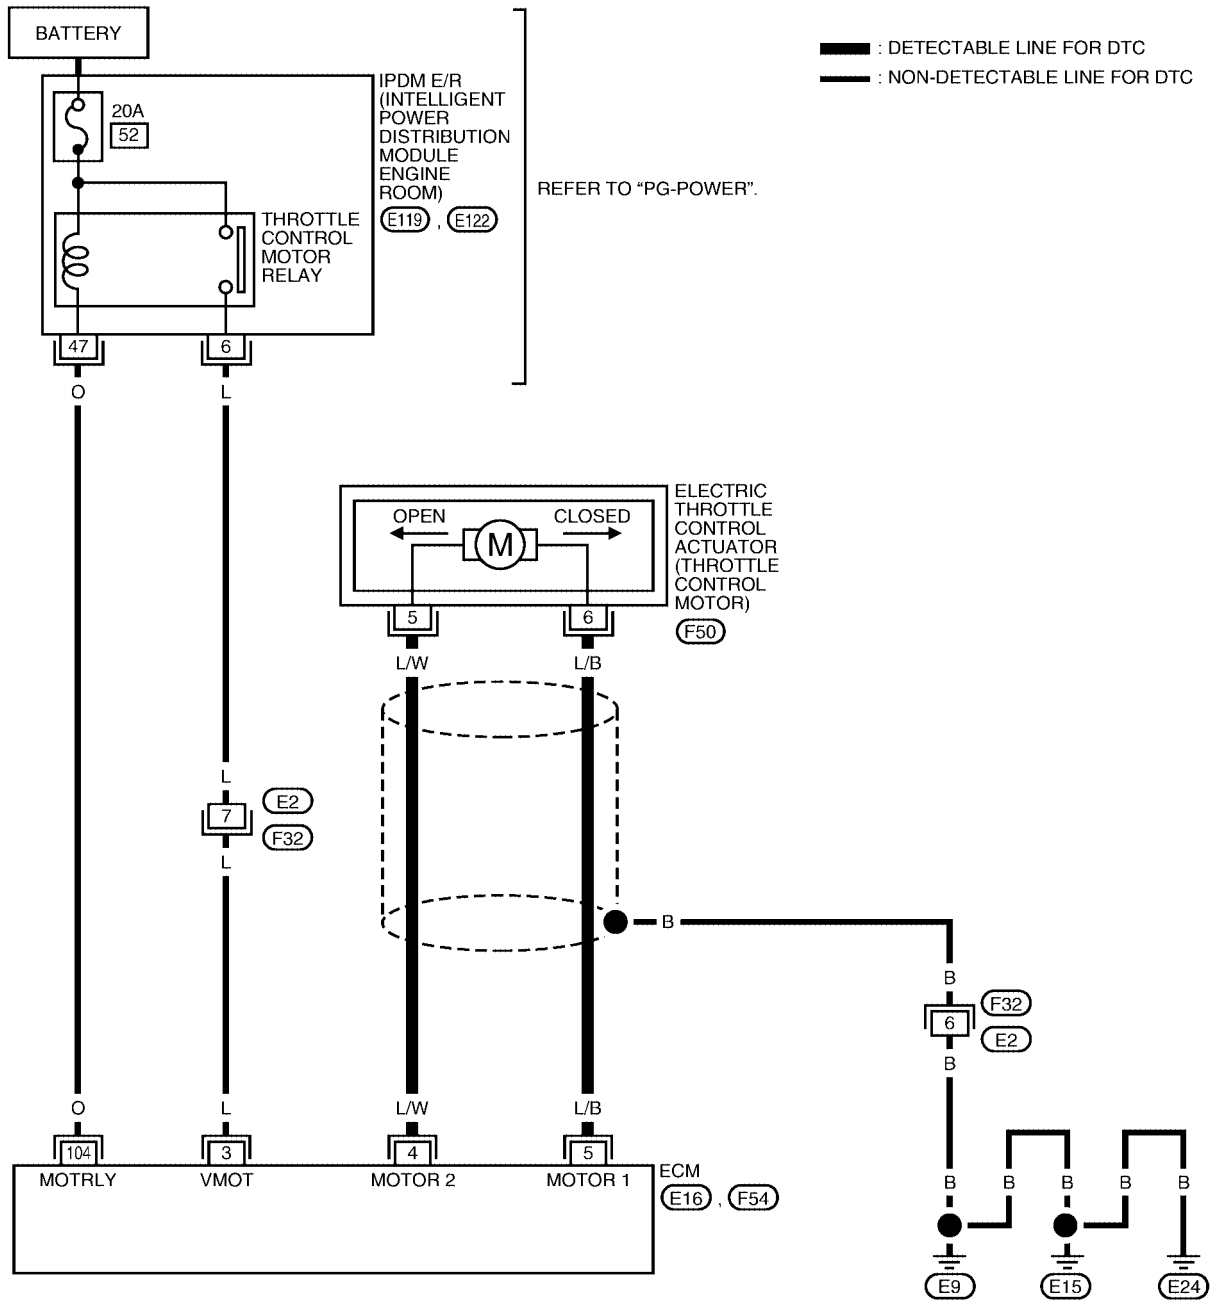 BATTERY
: DETECTABLE LINE FOR DTC
: NON-DETECTABLE LINE FOR DTC
20A
52
IPDM E/R
(INTELLIGENT
POWER
DISTRIBUTION
MODULE
ENGINE
ROOM)
E119 , E122
REFER TO “PG-POWER”.
THROTTLE
CONTROL
MOTOR
RELAY
47 6
O L
OPEN CLOSED
M
ELECTRIC
THROTTLE
CONTROL
ACTUATOR
(THROTTLE
CONTROL
MOTOR)
F50
5 6
L/W L/B
L
7
E2
F32
L
B
B
6
F32
E2
B
O L L/W L/B
104 3 4 5
MOTRLY VMOT MOTOR 2 MOTOR 1
ECM
E16 , F54
B B B B B
E9 E15 E24